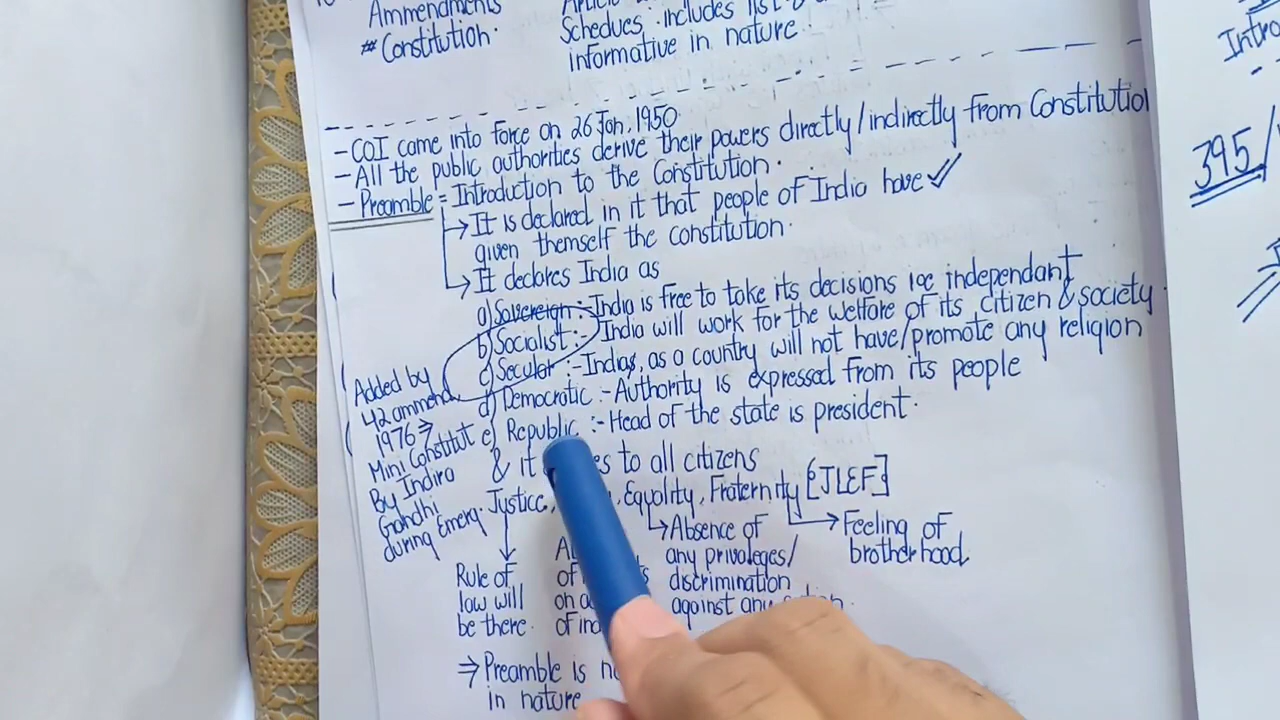 Ammendments
# Constitution.
Schedues includes list
informative in nature
- COI came into force on 26 Jan, 1950
- All the public authorities derive their powers directly/indirectly from Constitution
- Preamble = Introduction to the Constitution.
→ It is declared in it that people of India have ✓
given themself the constitution.
→ It declares India as
a) Sovereign :- India is free to take its decisions i.e independant
b) Socialist :- India will work for the welfare of its citizen & society.
c) Secular :- India, as a country will not have/promote any religion
d) Democratic :- Authority is expressed from its people
e) Republic :- Head of the state is president.
Added by
42 ammend
1976 ⇒
Mini Constitut
By Indira
Gandhi
during Emerg.
& it to all citizens
Justice, , Equality, Fraternity [JLEF]
→ Absence of
any privaleges/
discrimination
against any
→ Feeling of
brotherhood
Rule of
law will
be there.
of
on
of
⇒ Preamble is
in nature
395/